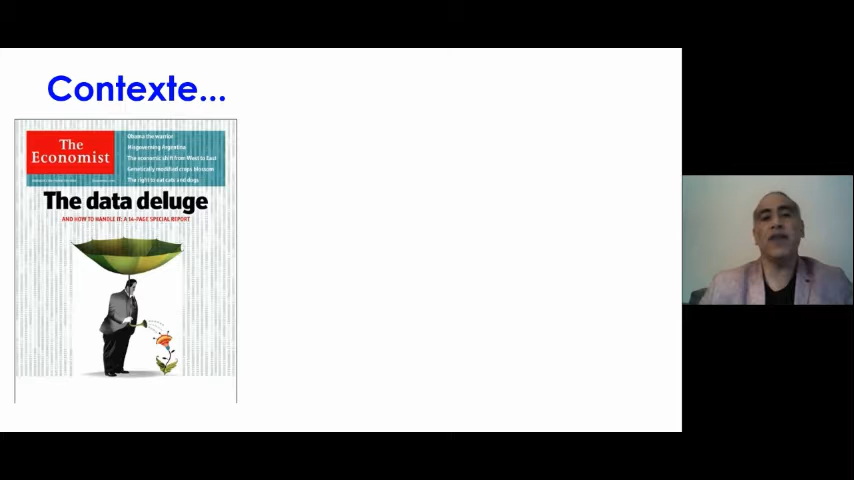 Contexte...
The
Economist
Obama the warrior
Misgoverning Argentina
The economic shift from West to East
Genetically modified crops blossom
The right to eat cats and dogs
The data deluge
AND HOW TO HANDLE IT: A 14-PAGE SPECIAL REPORT